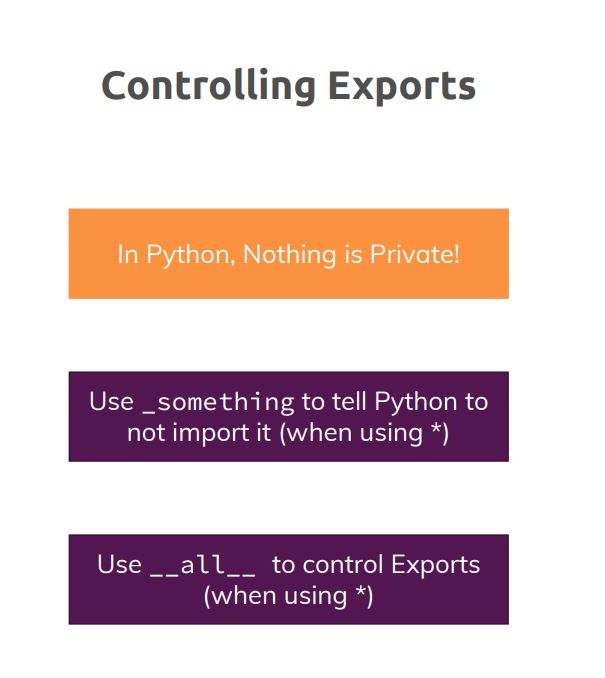 Controlling Exports
In Python, Nothing is Private!
Use _something to tell Python to
not import it (when using *)
Use __all__ to control Exports
(when using *)